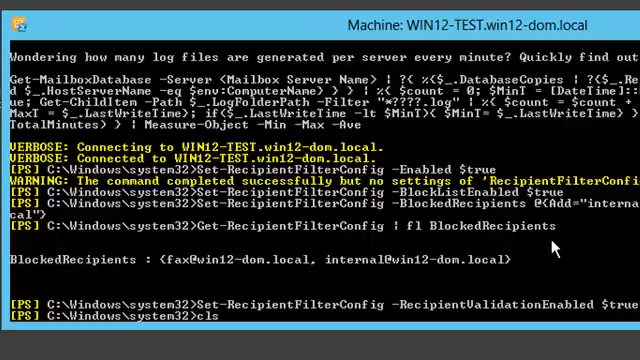 Machine: WIN12-TEST.win12-dom.local
Wondering how many log files are generated per server every minute? Quickly find out
Get-MailboxDatabase -Server <Mailbox Server Name> | ?{ %{$_.DatabaseCopies | ?{$_.Re
d $_.HostServerName -eq $env:ComputerName} | %{ $count = 0; $MinT = [DateTime]::
ue; Get-ChildItem -Path $_.LogFolderPath -Filter "*????.log" | %{ $count = $count +
MaxT = $_.LastWriteTime}; if($_.LastWriteTime -lt $MinT){ $MinT= $_.LastWriteTime
TotalMinutes) } | Measure-Object -Min -Max -Ave
VERBOSE: Connecting to WIN12-TEST.win12-dom.local.
VERBOSE: Connected to WIN12-TEST.win12-dom.local.
[PS] C:\Windows\system32>Set-RecipientFilterConfig -Enabled $true
WARNING: The command completed successfully but no settings of 'RecipientFilterConfi
[PS] C:\Windows\system32>Set-RecipientFilterConfig -BlockListEnabled $true
[PS] C:\Windows\system32>Set-RecipientFilterConfig -BlockedRecipients @{Add="interna
cal"}
[PS] C:\Windows\system32>Get-RecipientFilterConfig | fl BlockedRecipients
BlockedRecipients : {fax@win12-dom.local, internal@win12-dom.local}
[PS] C:\Windows\system32>Set-RecipientFilterConfig -RecipientValidationEnabled $true
[PS] C:\Windows\system32>cls